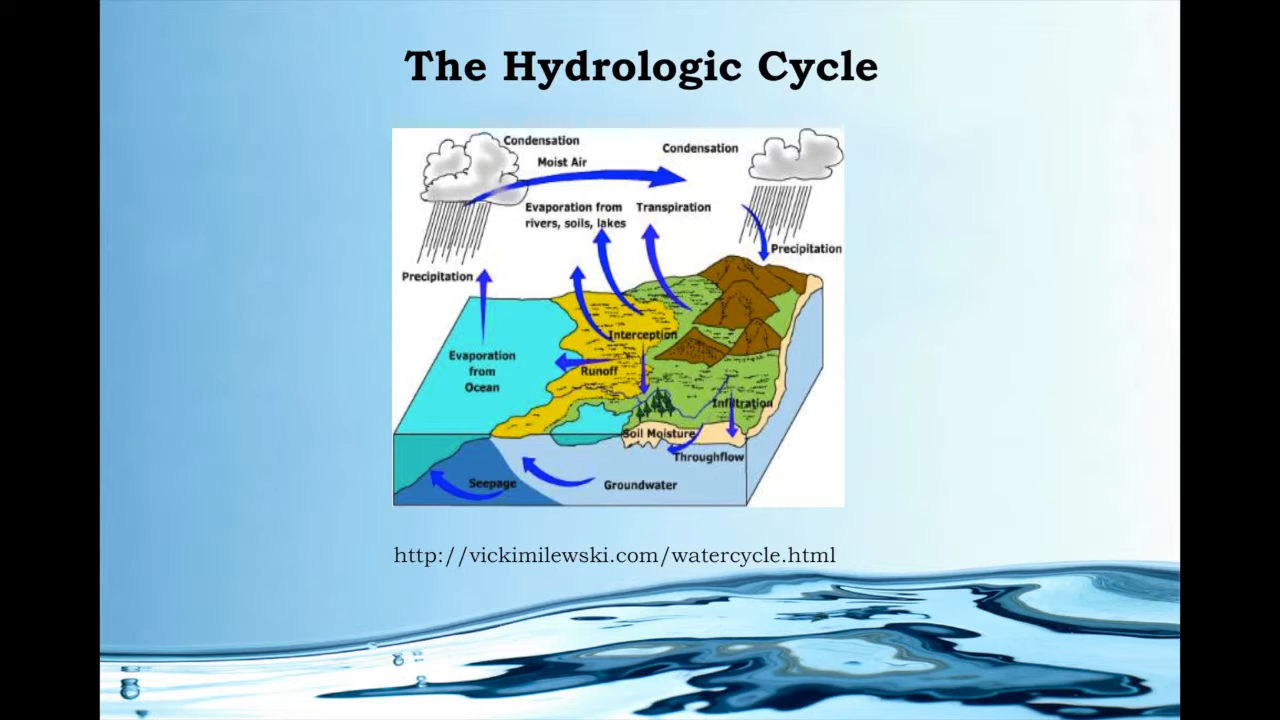 The Hydrologic Cycle
Condensation
Moist Air
Condensation
Evaporation from
rivers, soils, lakes
Transpiration
Precipitation
Precipitation
Interception
Evaporation
from
Ocean
Runoff
Infiltration
Soil Moisture
Throughflow
Seepage
Groundwater
http://vickimilewski.com/watercycle.html